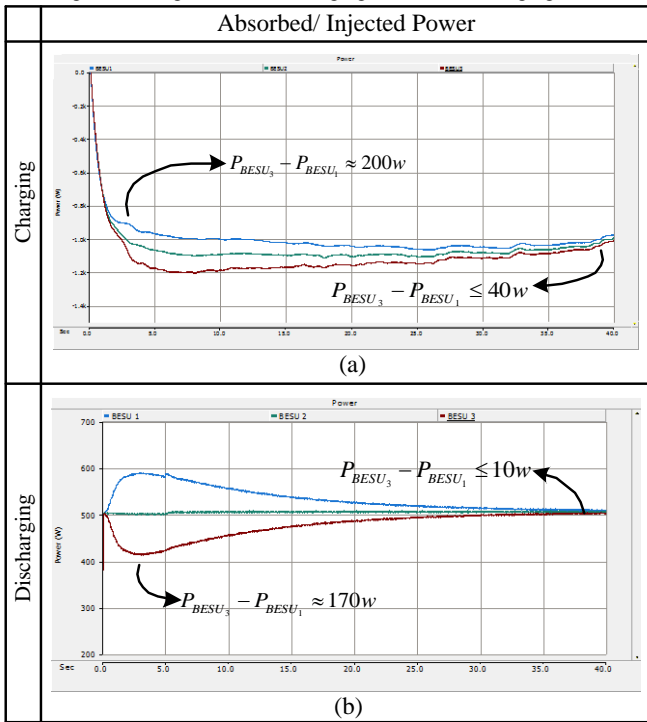 Absorbed/ Injected Power
Charging
Power
BESU1 BESU2 BESU3
Power (W)
0.0
-0.2k
-0.4k
-0.6k
-0.8k
-1.0k
-1.2k
-1.4k
P_BESU3 − P_BESU1 ≈ 200w
P_BESU3 − P_BESU1 ≤ 40w
Sec 0.0 5.0 10.0 15.0 20.0 25.0 30.0 35.0 40.0
(a)
Discharging
Power
BESU 1 BESU 2 BESU 3
Power (W)
700
600
500
400
300
200
P_BESU3 − P_BESU1 ≤ 10w
P_BESU3 − P_BESU1 ≈ 170w
Sec 0.0 5.0 10.0 15.0 20.0 25.0 30.0 35.0 40.0
(b)